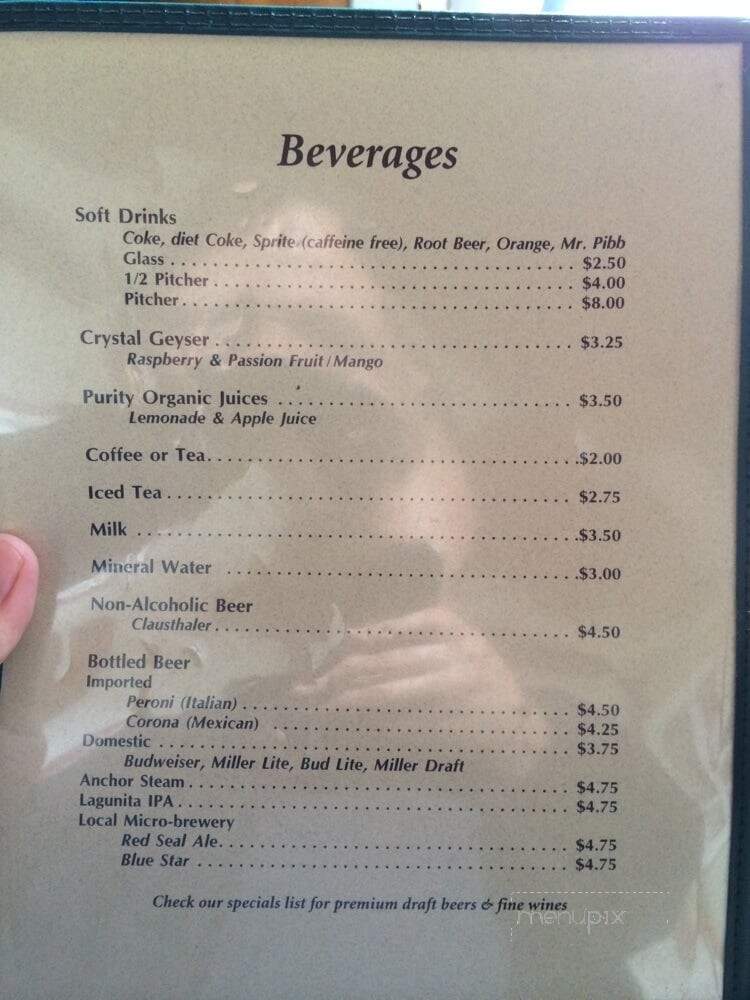 Beverages
Soft Drinks
Coke, diet Coke, Sprite (caffeine free), Root Beer, Orange, Mr. Pibb
Glass . . . . . . . . . . . . . . . . . . . . $2.50
1/2 Pitcher . . . . . . . . . . . . . . . . . . . . $4.00
Pitcher . . . . . . . . . . . . . . . . . . . . $8.00
Crystal Geyser . . . . . . . . . . . . . . . . . . . . $3.25
Raspberry & Passion Fruit / Mango
Purity Organic Juices . . . . . . . . . . . . . . . . . . . . $3.50
Lemonade & Apple Juice
Coffee or Tea . . . . . . . . . . . . . . . . . . . . $2.00
Iced Tea . . . . . . . . . . . . . . . . . . . . $2.75
Milk . . . . . . . . . . . . . . . . . . . . $3.50
Mineral Water . . . . . . . . . . . . . . . . . . . . $3.00
Non-Alcoholic Beer
Clausthaler . . . . . . . . . . . . . . . . . . . . $4.50
Bottled Beer
Imported
Peroni (Italian) . . . . . . . . . . . . . . . . . . . . $4.50
Corona (Mexican) . . . . . . . . . . . . . . . . . . . . $4.25
Domestic . . . . . . . . . . . . . . . . . . . . $3.75
Budweiser, Miller Lite, Bud Lite, Miller Draft
Anchor Steam . . . . . . . . . . . . . . . . . . . . $4.75
Lagunita IPA . . . . . . . . . . . . . . . . . . . . $4.75
Local Micro-brewery
Red Seal Ale . . . . . . . . . . . . . . . . . . . . $4.75
Blue Star . . . . . . . . . . . . . . . . . . . . $4.75
Check our specials list for premium draft beers & fine wines
menupix